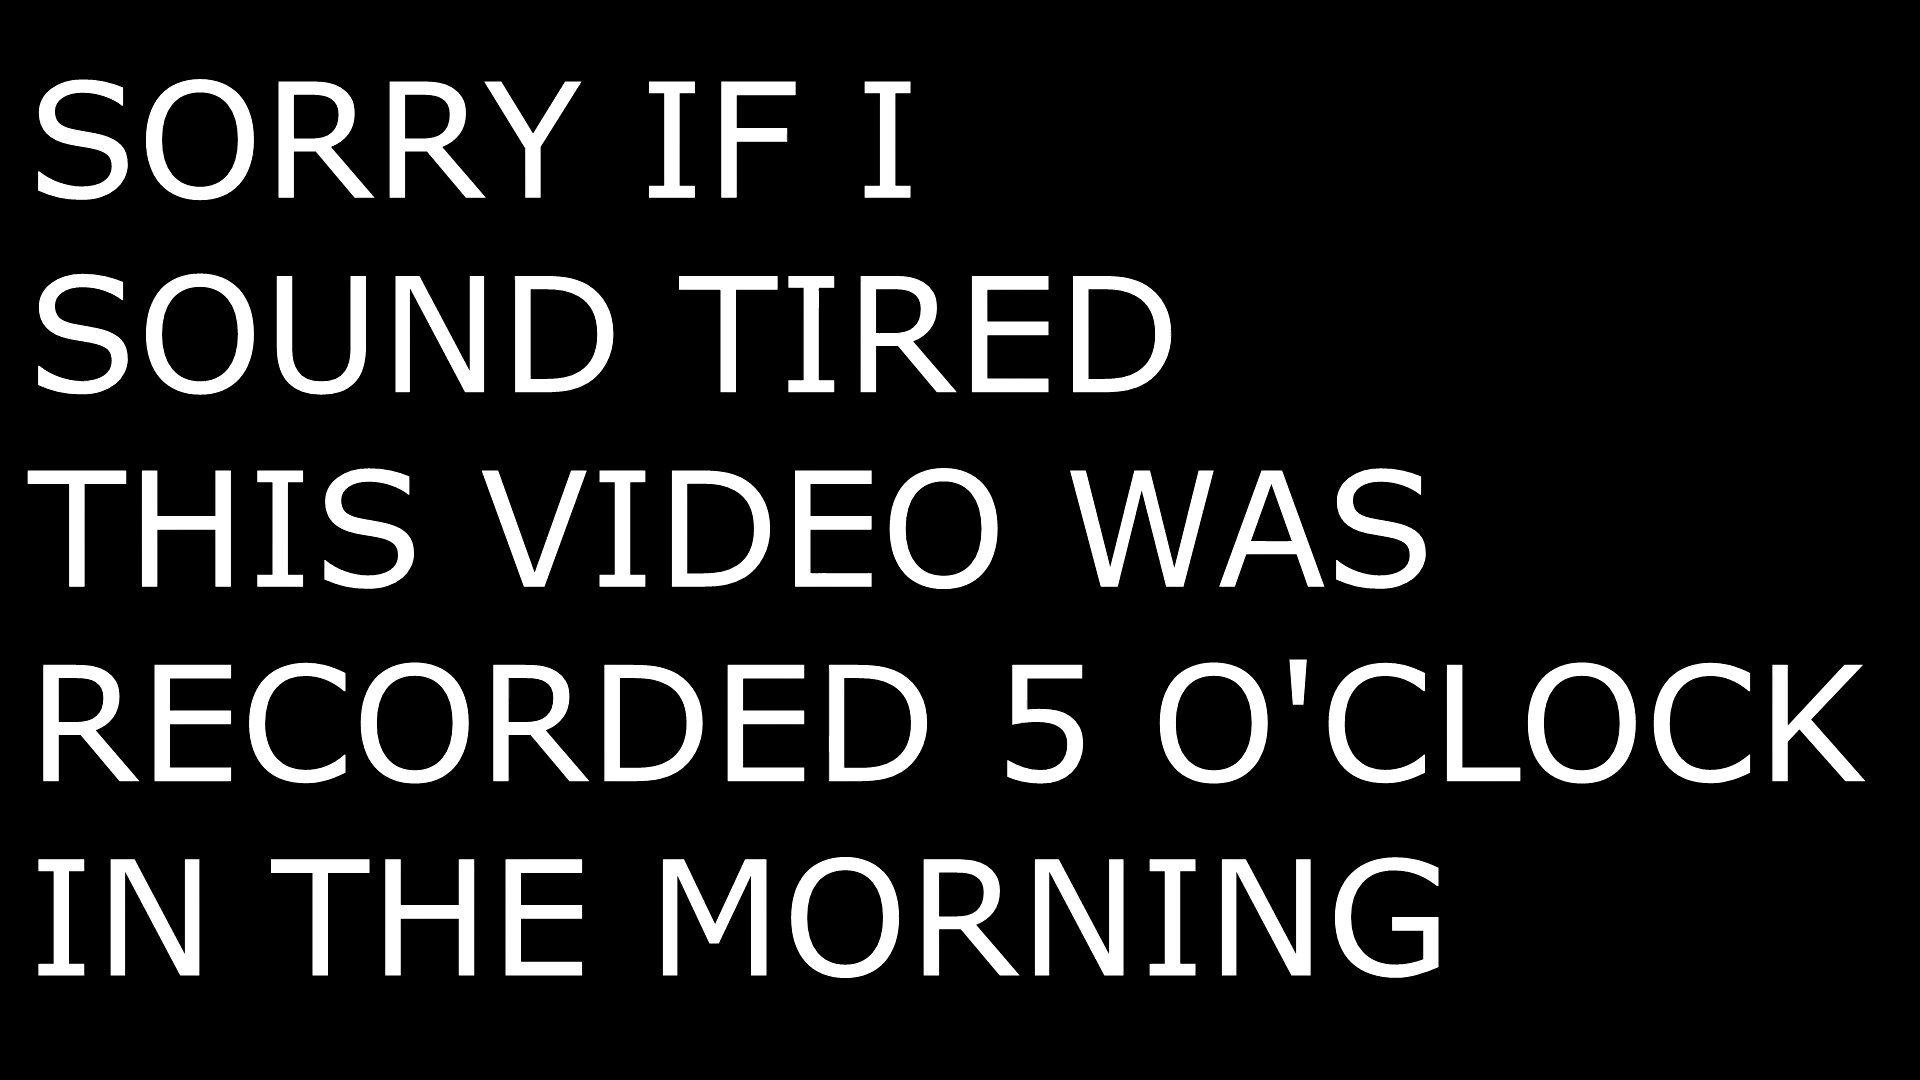 SORRY IF I
SOUND TIRED
THIS VIDEO WAS
RECORDED 5 O'CLOCK
IN THE MORNING